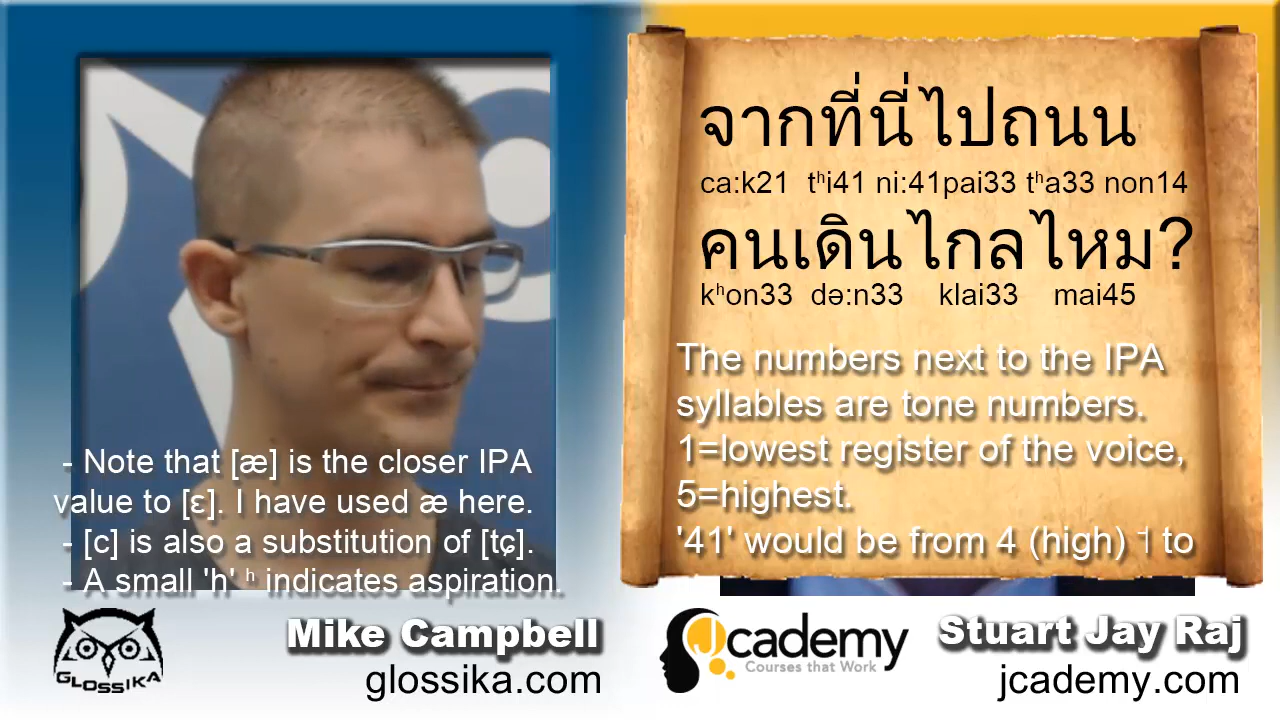 จากที่นี่ไปถนน
ca:k21 tʰi41 ni:41pai33 tʰa33 non14
คนเดินไกลไหม?
kʰon33 də:n33 klai33 mai45
The numbers next to the IPA
syllables are tone numbers.
1=lowest register of the voice,
5=highest.
'41' would be from 4 (high) ˦ to
- Note that [æ] is the closer IPA
value to [ɛ]. I have used æ here.
- [c] is also a substitution of [tɕ].
- A small 'h' ʰ indicates aspiration.
GLOSSIKA
Mike Campbell
glossika.com
Jcademy
Courses that Work
Stuart Jay Raj
jcademy.com